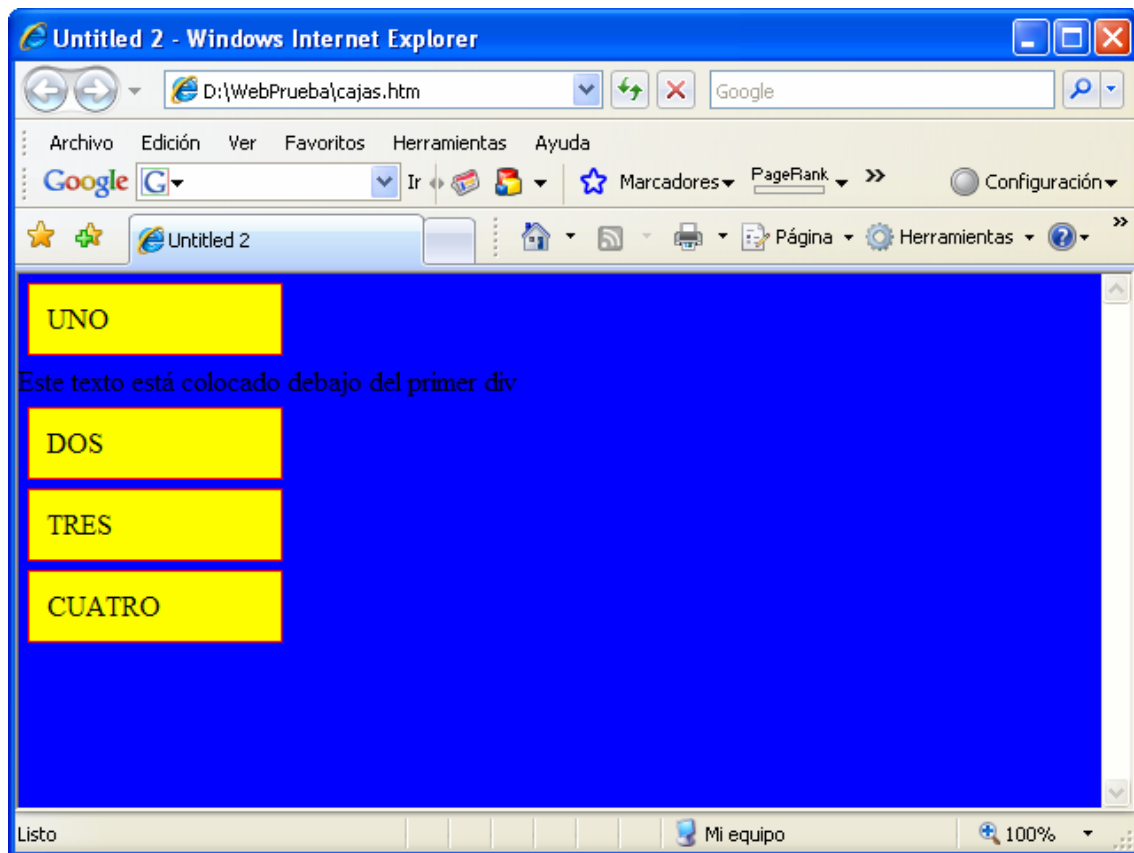 Untitled 2 - Windows Internet Explorer
D:\WebPrueba\cajas.htm
Google
Archivo Edición Ver Favoritos Herramientas Ayuda
Google G Ir Marcadores PageRank Configuración
Untitled 2 Página Herramientas
UNO
Este texto está colocado debajo del primer div
DOS
TRES
CUATRO
Listo Mi equipo 100%